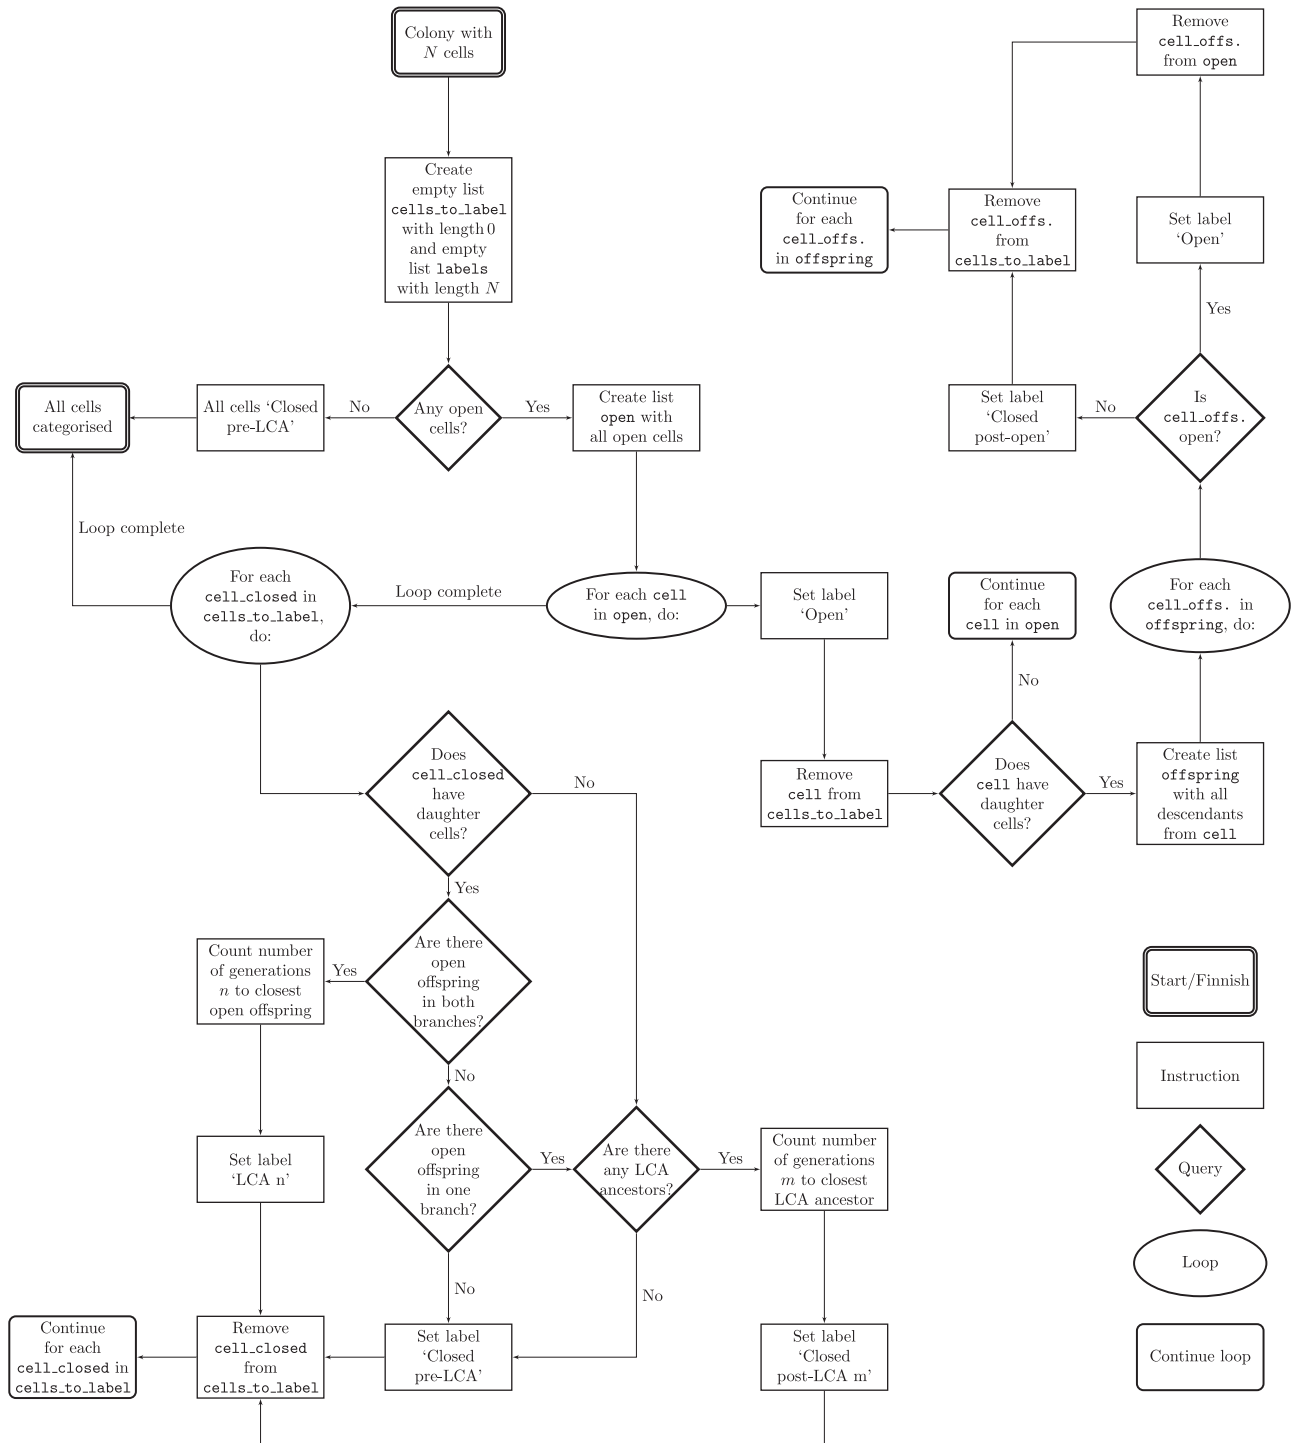 Colony with
N cells
Create
empty list
cells_to_label
with length 0
and empty
list labels
with length N
Any open
cells?
No
All cells ‘Closed
pre-LCA’
All cells
categorised
Yes
Create list
open with
all open cells
For each cell
in open, do:
Loop complete
For each
cell_closed in
cells_to_label,
do:
Loop complete
Set label
‘Open’
Remove
cell from
cells_to_label
Does
cell have
daughter
cells?
No
Continue
for each
cell in open
Yes
Create list
offspring
with all
descendants
from cell
For each
cell_offs. in
offspring, do:
Is
cell_offs.
open?
Yes
Set label
‘Open’
Remove
cell_offs.
from open
No
Set label
‘Closed
post-open’
Remove
cell_offs.
from
cells_to_label
Continue
for each
cell_offs.
in offspring
Does
cell_closed
have
daughter
cells?
No
Yes
Are there
open
offspring
in both
branches?
Yes
Count number
of generations
n to closest
open offspring
Set label
‘LCA n’
No
Are there
open
offspring
in one
branch?
Yes
Are there
any LCA
ancestors?
Yes
Count number
of generations
m to closest
LCA ancestor
Set label
‘Closed
post-LCA m’
No
No
Set label
‘Closed
pre-LCA’
Remove
cell_closed
from
cells_to_label
Continue
for each
cell_closed in
cells_to_label
Start/Finnish
Instruction
Query
Loop
Continue loop